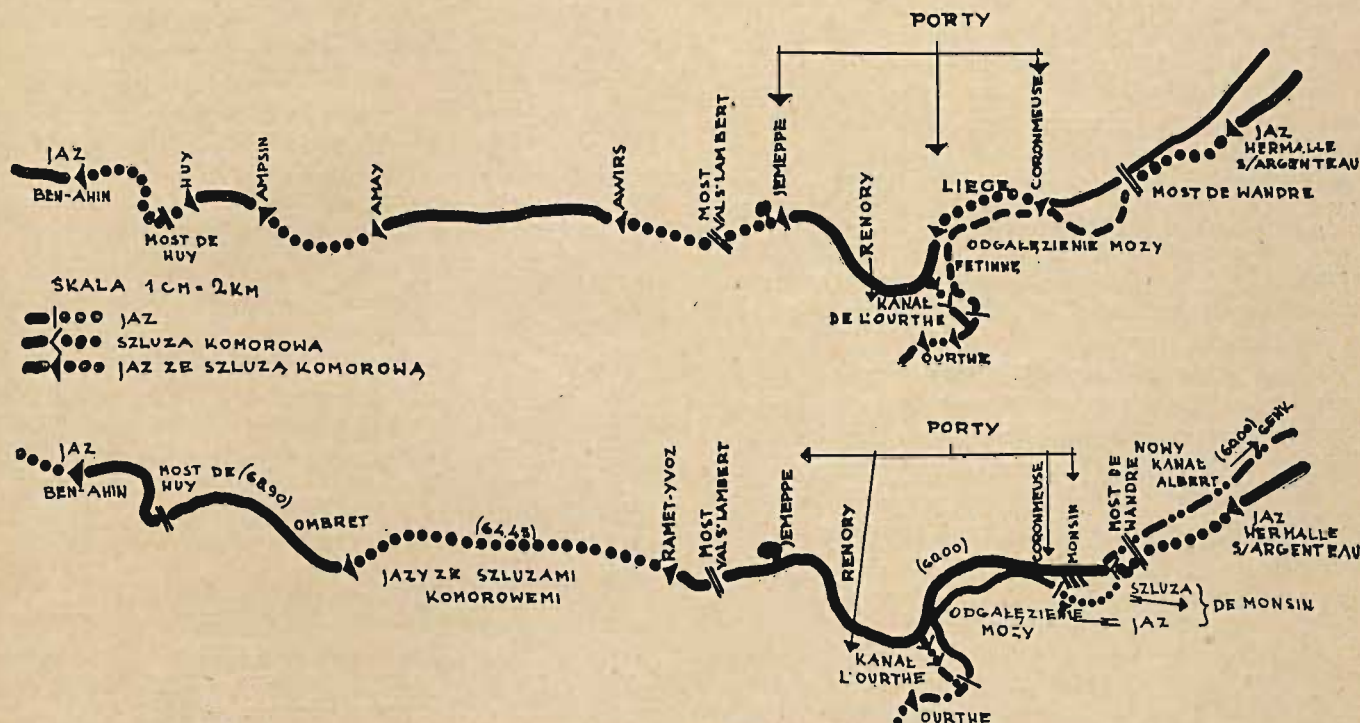 PORTY
JAZ
BEN-AHIN
HUY
AMPSIN
MOST DE
HUY
AMAY
AWIRS
MOST
VAL ST LAMBERT
JEMEPPE
RENORY
LIEGE
CORONMEUSE
JAZ
HERMALLE
S/ARGENTEAU
MOST DE WANDRE
ODGAŁĘZIENIE MOZY
FETINNE
KANAŁ
DE L'OURTHE
OURTHE
SKALA 1 CM = 2 KM
JAZ
SZLUZA KOMOROWA
JAZ ZE SZLUZĄ KOMOROWĄ
PORTY
JAZ
BEN-AHIN
MOST DE
HUY
OMBRET
(64.48)
JAZY ZE SZLUZAMI
KOMOROWEMI
RAMET-YVOZ
MOST
VAL ST LAMBERT
JEMEPPE
RENORY
(60.00)
CORONMEUSE
MONSIN
MOST DE
WANDRE
NOWY
KANAŁ
ALBERT
(60.00)
GENK
JAZ
HERMALLE
S/ARGENTEAU
SZLUZA
JAZ
DE MONSIN
ODGAŁĘZIENIE
MOZY
KANAŁ
L'OURTHE
OURTHE